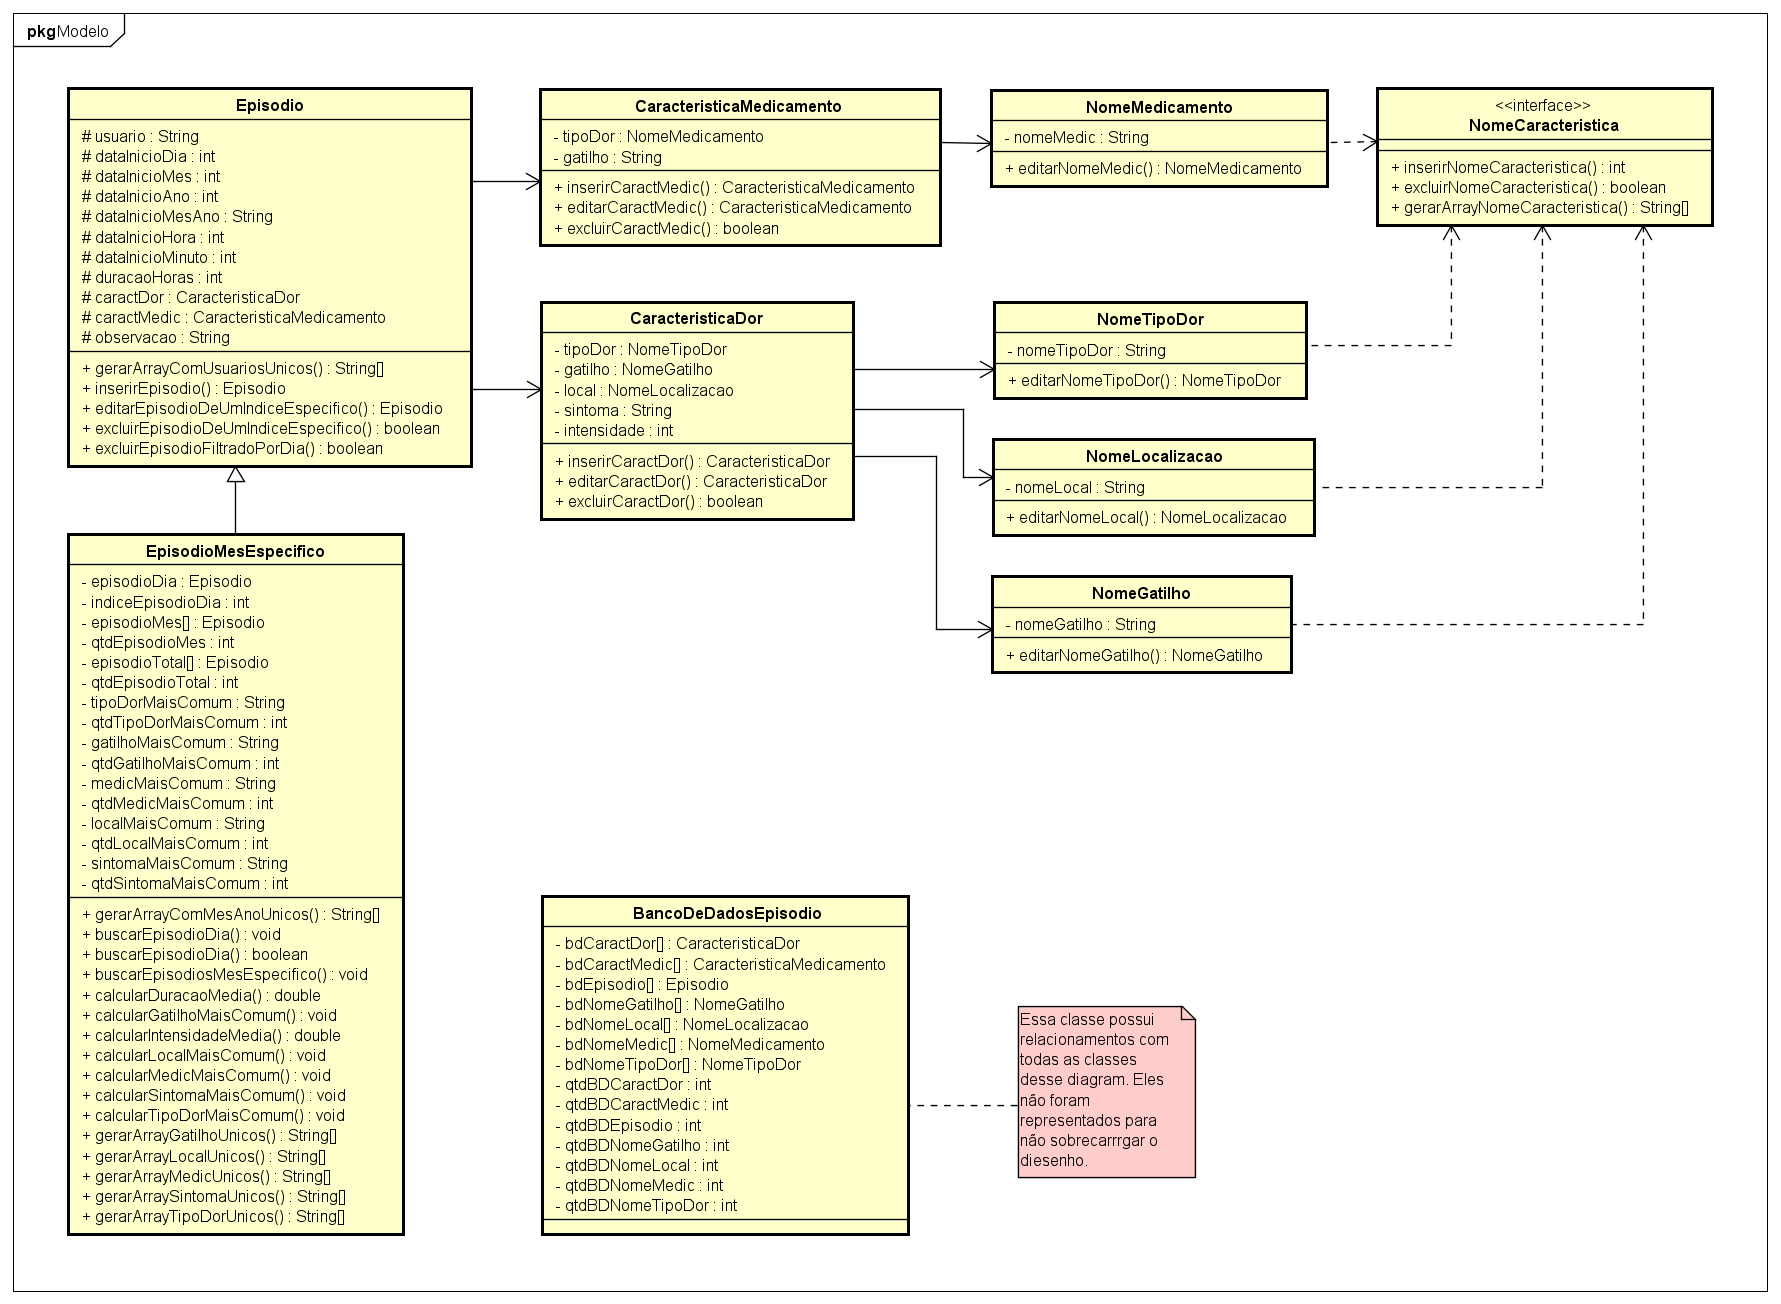 pkg Modelo
Episodio
# usuario : String
# dataInicioDia : int
# dataInicioMes : int
# dataInicioAno : int
# dataInicioMesAno : String
# dataInicioHora : int
# dataInicioMinuto : int
# duracaoHoras : int
# caractDor : CaracteristicaDor
# caractMedic : CaracteristicaMedicamento
# observacao : String
+ gerarArrayComUsuariosUnicos() : String[]
+ inserirEpisodio() : Episodio
+ editarEpisodioDeUmIndiceEspecifico() : Episodio
+ excluirEpisodioDeUmIndiceEspecifico() : boolean
+ excluirEpisodioFiltradoPorDia() : boolean
CaracteristicaMedicamento
- tipoDor : NomeMedicamento
- gatilho : String
+ inserirCaractMedic() : CaracteristicaMedicamento
+ editarCaractMedic() : CaracteristicaMedicamento
+ excluirCaractMedic() : boolean
NomeMedicamento
- nomeMedic : String
+ editarNomeMedic() : NomeMedicamento
<<interface>>
NomeCaracteristica
+ inserirNomeCaracteristica() : int
+ excluirNomeCaracteristica() : boolean
+ gerarArrayNomeCaracteristica() : String[]
CaracteristicaDor
- tipoDor : NomeTipoDor
- gatilho : NomeGatilho
- local : NomeLocalizacao
- sintoma : String
- intensidade : int
+ inserirCaractDor() : CaracteristicaDor
+ editarCaractDor() : CaracteristicaDor
+ excluirCaractDor() : boolean
NomeTipoDor
- nomeTipoDor : String
+ editarNomeTipoDor() : NomeTipoDor
NomeLocalizacao
- nomeLocal : String
+ editarNomeLocal() : NomeLocalizacao
NomeGatilho
- nomeGatilho : String
+ editarNomeGatilho() : NomeGatilho
EpisodioMesEspecifico
- episodioDia : Episodio
- indiceEpisodioDia : int
- episodioMes[] : Episodio
- qtdEpisodioMes : int
- episodioTotal[] : Episodio
- qtdEpisodioTotal : int
- tipoDorMaisComum : String
- qtdTipoDorMaisComum : int
- gatilhoMaisComum : String
- qtdGatilhoMaisComum : int
- medicMaisComum : String
- qtdMedicMaisComum : int
- localMaisComum : String
- qtdLocalMaisComum : int
- sintomaMaisComum : String
- qtdSintomaMaisComum : int
+ gerarArrayComMesAnoUnicos() : String[]
+ buscarEpisodioDia() : void
+ buscarEpisodioDia() : boolean
+ buscarEpisodiosMesEspecifico() : void
+ calcularDuracaoMedia() : double
+ calcularGatilhoMaisComum() : void
+ calcularIntensidadeMedia() : double
+ calcularLocalMaisComum() : void
+ calcularMedicMaisComum() : void
+ calcularSintomaMaisComum() : void
+ calcularTipoDorMaisComum() : void
+ gerarArrayGatilhoUnicos() : String[]
+ gerarArrayLocalUnicos() : String[]
+ gerarArrayMedicUnicos() : String[]
+ gerarArraySintomaUnicos() : String[]
+ gerarArrayTipoDorUnicos() : String[]
BancoDeDadosEpisodio
- bdCaractDor[] : CaracteristicaDor
- bdCaractMedic[] : CaracteristicaMedicamento
- bdEpisodio[] : Episodio
- bdNomeGatilho[] : NomeGatilho
- bdNomeLocal[] : NomeLocalizacao
- bdNomeMedic[] : NomeMedicamento
- bdNomeTipoDor[] : NomeTipoDor
- qtdBDCaractDor : int
- qtdBDCaractMedic : int
- qtdBDEpisodio : int
- qtdBDNomeGatilho : int
- qtdBDNomeLocal : int
- qtdBDNomeMedic : int
- qtdBDNomeTipoDor : int
Essa classe possui
relacionamentos com
todas as classes
desse diagram. Eles
não foram
representados para
não sobrecarrrgar o
diesenho.